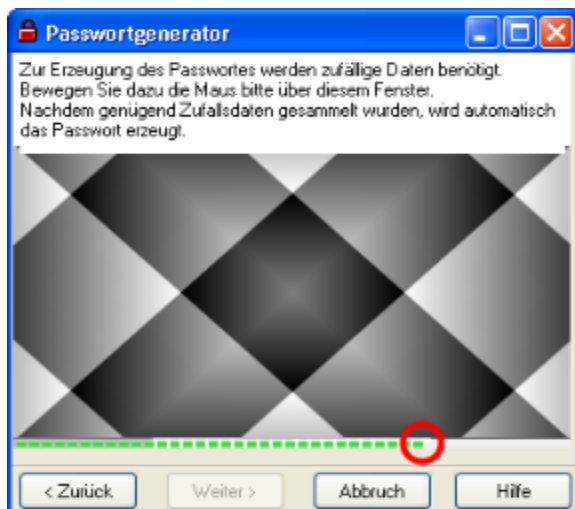 Passwortgenerator
Zur Erzeugung des Passwortes werden zufällige Daten benötigt.
Bewegen Sie dazu die Maus bitte über diesem Fenster.
Nachdem genügend Zufallsdaten gesammelt wurden, wird automatisch
das Passwort erzeugt.
< Zurück Weiter > Abbruch Hilfe